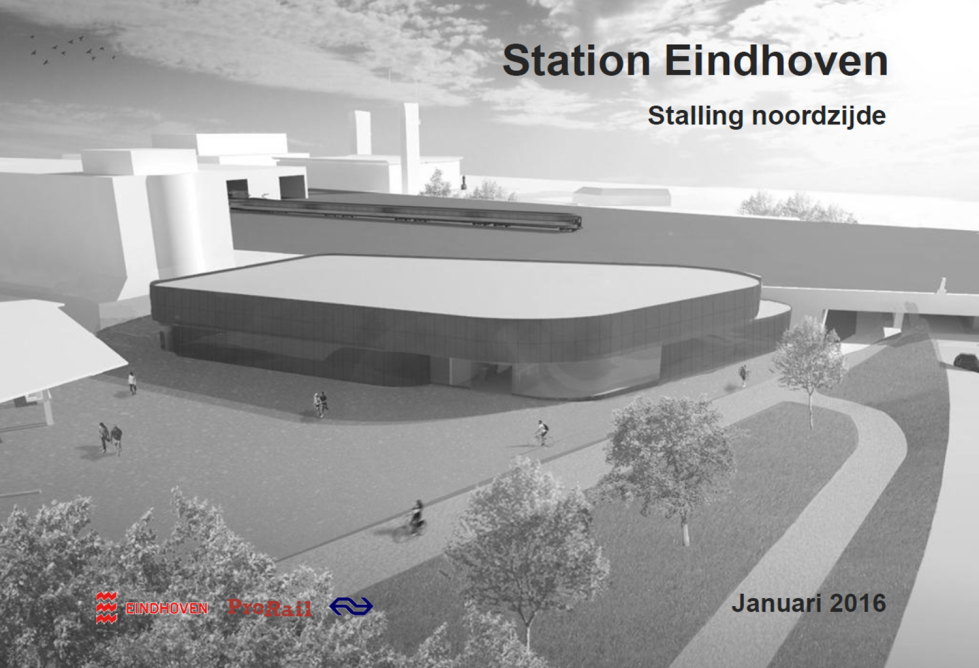 Station Eindhoven
Stalling noordzijde
EINDHOVEN ProRail
Januari 2016